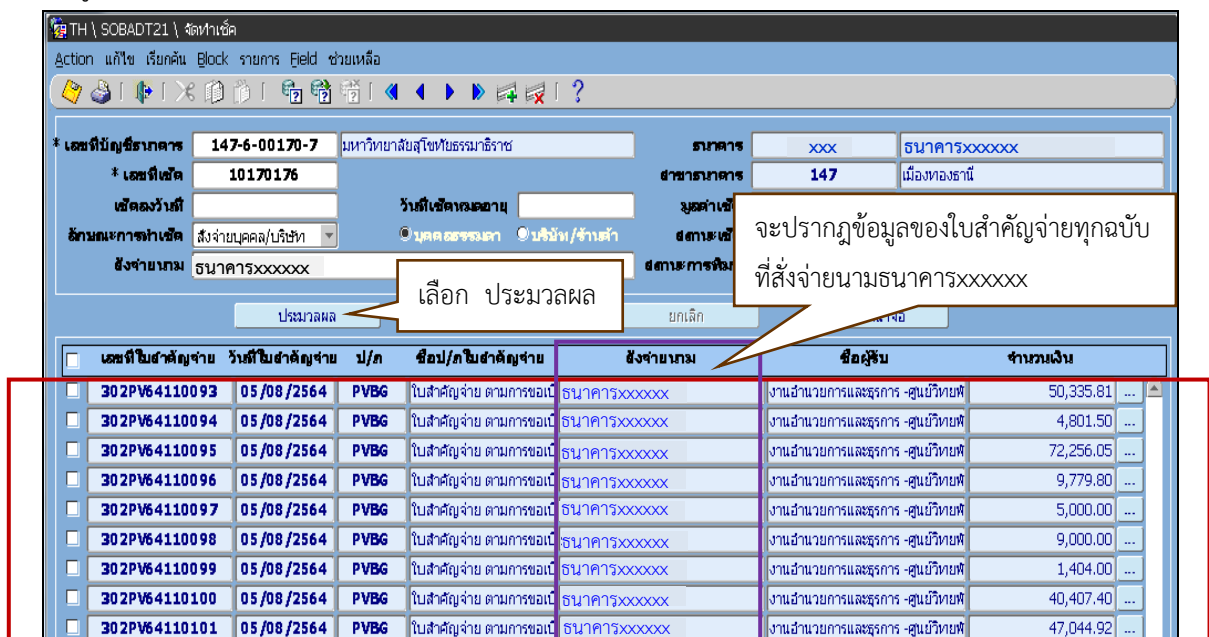 TH \ SOBADT21 \ จัดทำเช็ค
Action แก้ไข เรียกค้น Block รายการ Field ช่วยเหลือ
* เลขที่บัญชีธนาคาร 147-6-00170-7 มหาวิทยาลัยสุโขทัยธรรมาธิราช ธนาคาร xxx ธนาคารxxxxxx
* เลขที่เช็ค 10170176 สาขาธนาคาร 147 เมืองทองธานี
เช็คลงวันที่ วันที่เช็คหมดอายุ มูลค่าเช็
ลักษณะการทำเช็ค สั่งจ่ายบุคคล/บริษัท บุคคลธรรมดา บริษัท/ร้านค้า สถานะเช็
สั่งจ่ายนาม ธนาคารxxxxxx สถานะการพิม
จะปรากฎข้อมูลของใบสำคัญจ่ายทุกฉบับ
ที่สั่งจ่ายนามธนาคารxxxxxx
เลือก ประมวลผล
ประมวลผล ยกเลิก
เลขที่ใบสำคัญจ่าย วันที่ใบสำคัญจ่าย ป/ก ชื่อป/กใบสำคัญจ่าย สั่งจ่ายนาม ชื่อผู้รับ จำนวนเงิน
302PV64110093 05/08/2564 PVBG ใบสำคัญจ่าย ตามการขอเบิ ธนาคารxxxxxx งานอำนวยการและธุรการ -ศูนย์วิทยพั 50,335.81 ...
302PV64110094 05/08/2564 PVBG ใบสำคัญจ่าย ตามการขอเบิ ธนาคารxxxxxx งานอำนวยการและธุรการ -ศูนย์วิทยพั 4,801.50 ...
302PV64110095 05/08/2564 PVBG ใบสำคัญจ่าย ตามการขอเบิ ธนาคารxxxxxx งานอำนวยการและธุรการ -ศูนย์วิทยพั 72,256.05 ...
302PV64110096 05/08/2564 PVBG ใบสำคัญจ่าย ตามการขอเบิ ธนาคารxxxxxx งานอำนวยการและธุรการ -ศูนย์วิทยพั 9,779.80 ...
302PV64110097 05/08/2564 PVBG ใบสำคัญจ่าย ตามการขอเบิ ธนาคารxxxxxx งานอำนวยการและธุรการ -ศูนย์วิทยพั 5,000.00 ...
302PV64110098 05/08/2564 PVBG ใบสำคัญจ่าย ตามการขอเบิ ธนาคารxxxxxx งานอำนวยการและธุรการ -ศูนย์วิทยพั 9,000.00 ...
302PV64110099 05/08/2564 PVBG ใบสำคัญจ่าย ตามการขอเบิ ธนาคารxxxxxx งานอำนวยการและธุรการ -ศูนย์วิทยพั 1,404.00 ...
302PV64110100 05/08/2564 PVBG ใบสำคัญจ่าย ตามการขอเบิ ธนาคารxxxxxx งานอำนวยการและธุรการ -ศูนย์วิทยพั 40,407.40 ...
302PV64110101 05/08/2564 PVBG ใบสำคัญจ่าย ตามการขอเบิ ธนาคารxxxxxx งานอำนวยการและธุรการ -ศูนย์วิทยพั 47,044.92 ...